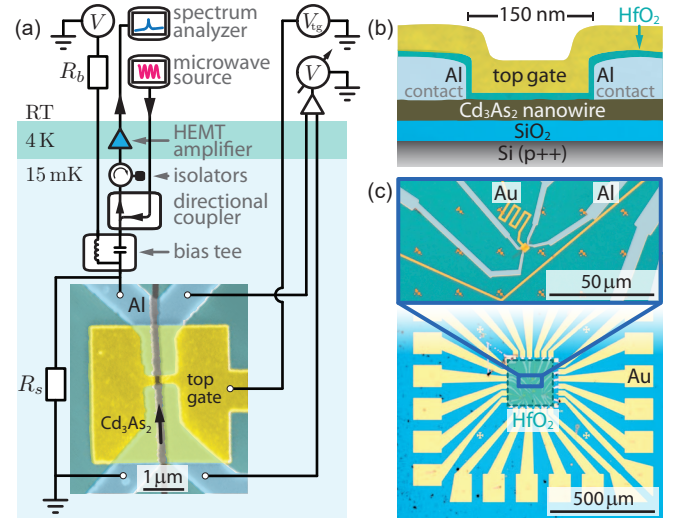 (a)
V
spectrum
analyzer
V_tg
microwave
source
V
R_b
RT
4 K
HEMT
amplifier
15 mK
isolators
directional
coupler
bias tee
Al
R_s
top
gate
Cd₃As₂
1 μm
(b)
150 nm
HfO₂
Al
contact
top gate
Al
contact
Cd₃As₂ nanowire
SiO₂
Si (p++)
(c)
Au
Al
50 μm
Au
HfO₂
500 μm